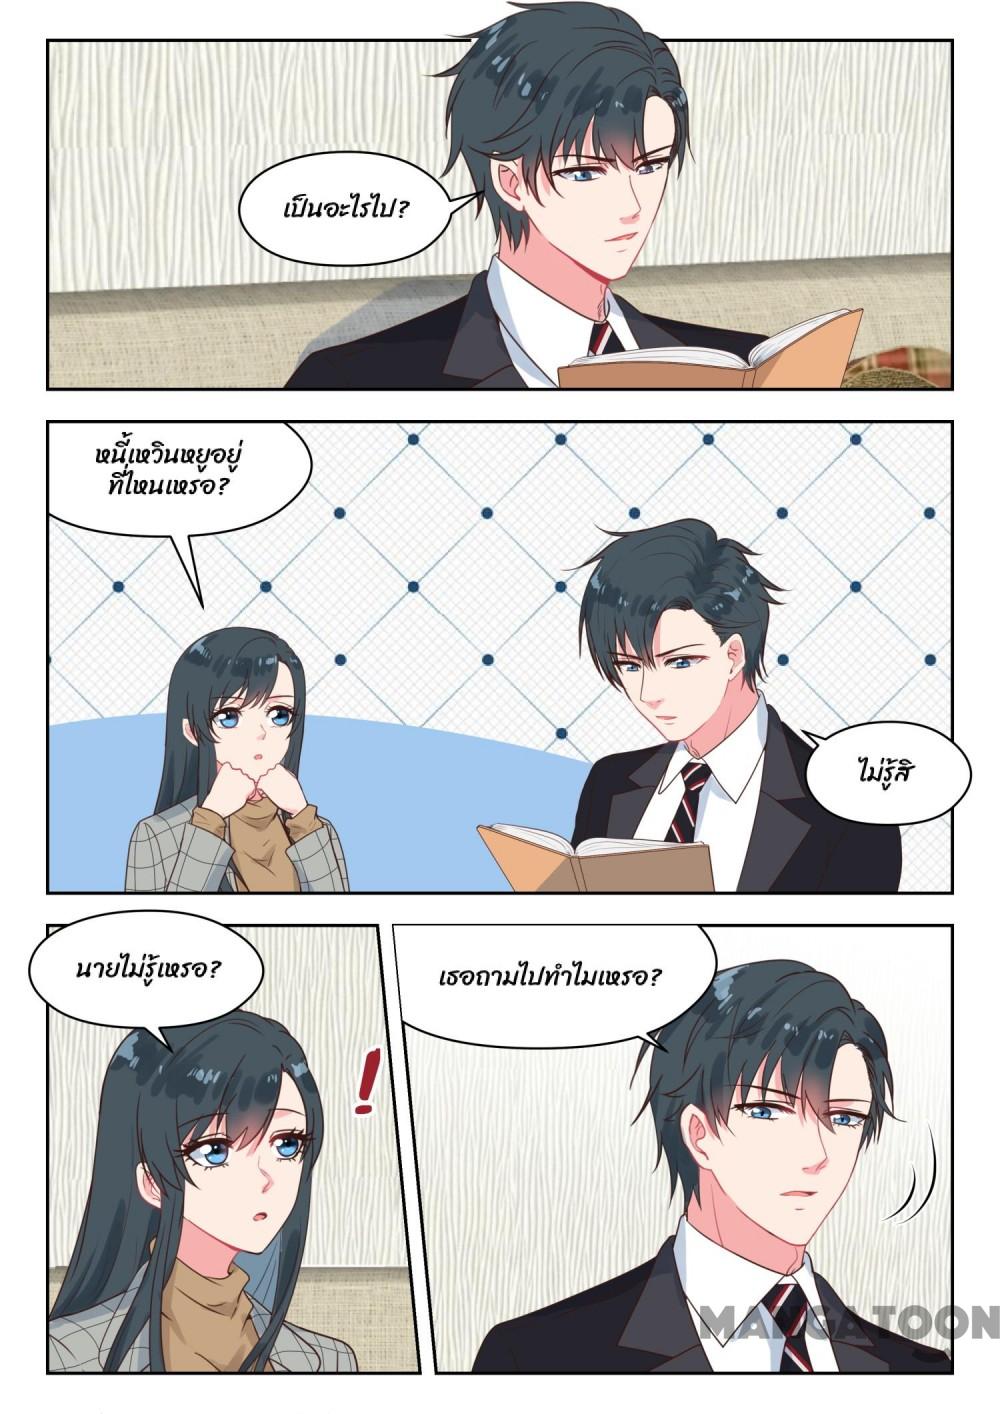 เป็นอะไรไป?
หนี้เหวินหยูอยู่
ที่ไหนเหรอ?
ไม่รู้สิ
นายไม่รู้เหรอ?
เธอถามไปทำไมเหรอ?
!
MANGATOON